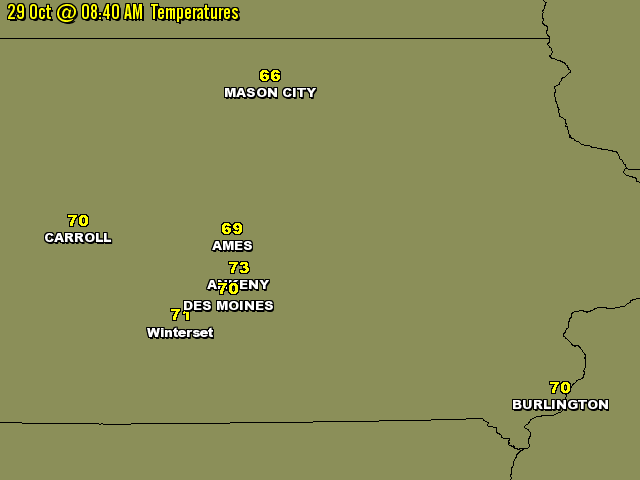 29 Oct @ 08:40 AM Temperatures
66
MASON CITY
70
CARROLL
69
AMES
73
ANKENY
70
DES MOINES
71
Winterset
70
BURLINGTON